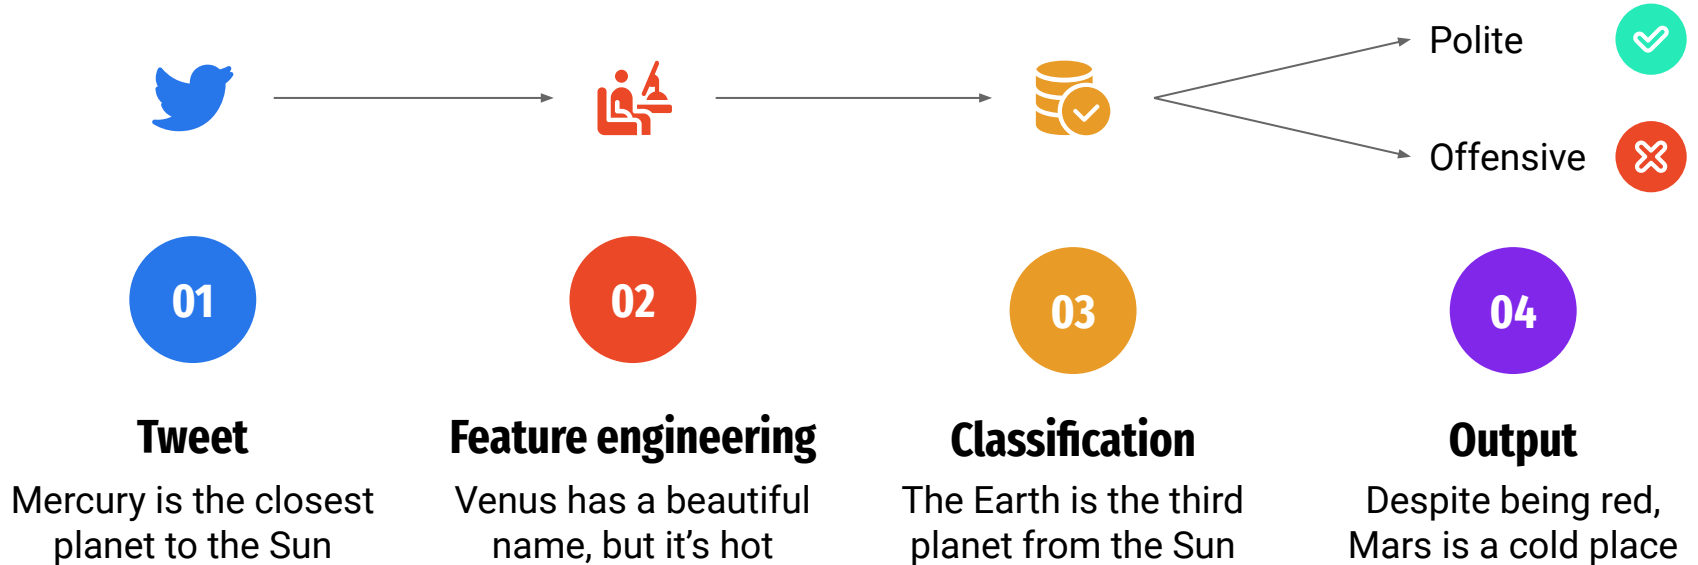 Polite
Offensive
01
02
03
04
Tweet
Mercury is the closest
planet to the Sun
Feature engineering
Venus has a beautiful
name, but it’s hot
Classification
The Earth is the third
planet from the Sun
Output
Despite being red,
Mars is a cold place